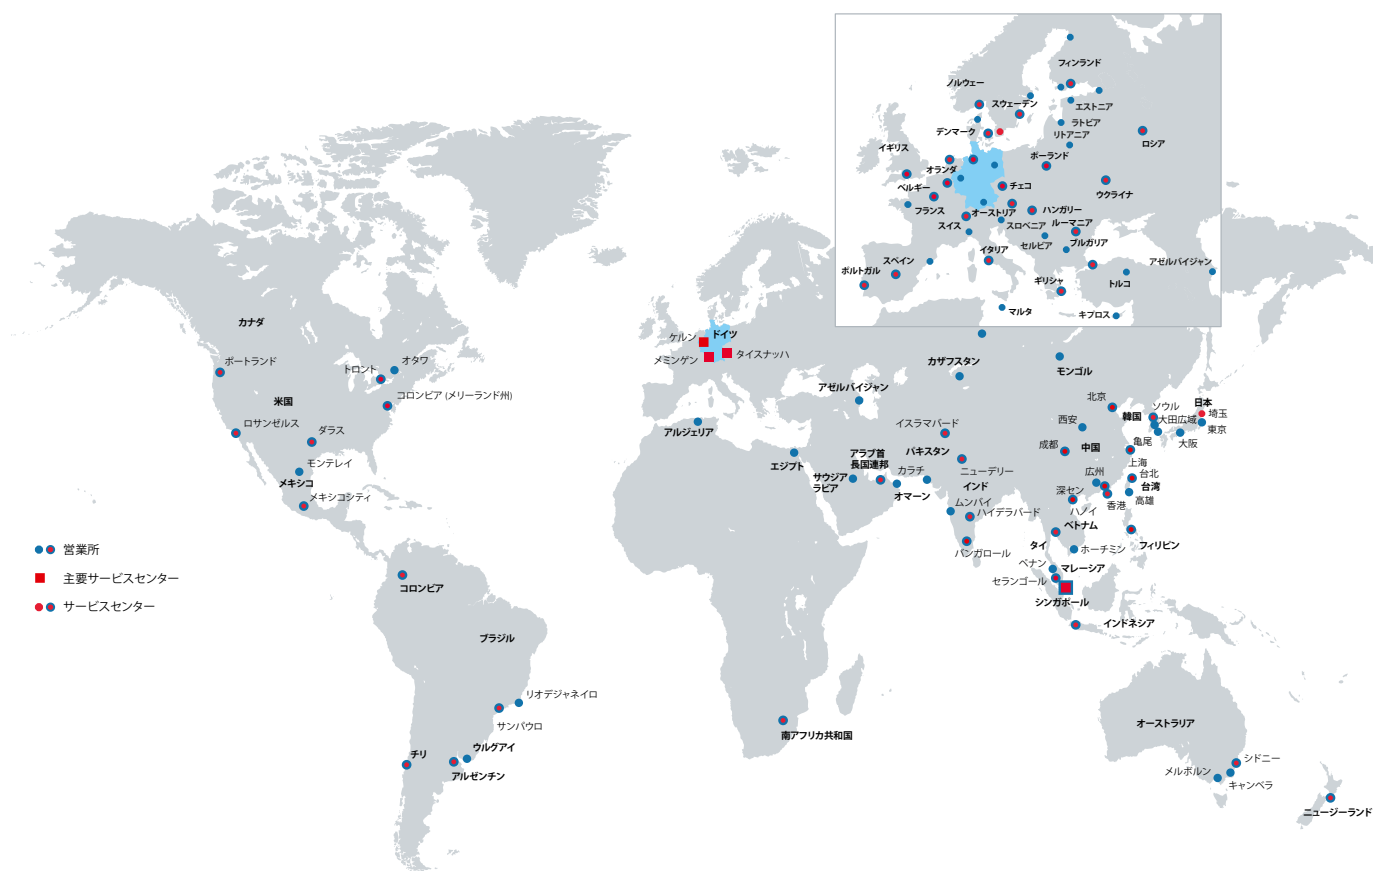 フィンランド
ノルウェー
スウェーデン
エストニア
ラトビア
デンマーク
リトアニア
ロシア
イギリス
ポーランド
オランダ
ベルギー
チェコ
ウクライナ
フランス
オーストリア
ハンガリー
スイス
スロベニア
ルーマニア
セルビア
ブルガリア
イタリア
スペイン
ポルトガル
アゼルバイジャン
ギリシャ
トルコ
マルタ
キプロス
カナダ
ポートランド
トロント
オタワ
コロンビア (メリーランド州)
米国
ロサンゼルス
ダラス
モンテレイ
メキシコ
メキシコシティ
営業所
主要サービスセンター
サービスセンター
コロンビア
ブラジル
リオデジャネイロ
サンパウロ
ウルグアイ
チリ
アルゼンチン
ケルン
ドイツ
メミンゲン
タイスナッハ
カザフスタン
モンゴル
アゼルバイジャン
アルジェリア
エジプト
イスラマバード
パキスタン
アラブ首
長国連邦
サウジア
ラビア
カラチ
オマーン
ニューデリー
インド
ムンバイ
ハイデラバード
バンガロール
北京
西安
成都
中国
韓国
ソウル
大田広域
亀尾
日本
埼玉
東京
大阪
上海
台北
台湾
高雄
広州
深セン
香港
ハノイ
ベトナム
タイ
ホーチミン
フィリピン
ペナン
マレーシア
セランゴール
シンガポール
インドネシア
南アフリカ共和国
オーストラリア
シドニー
メルボルン
キャンベラ
ニュージーランド